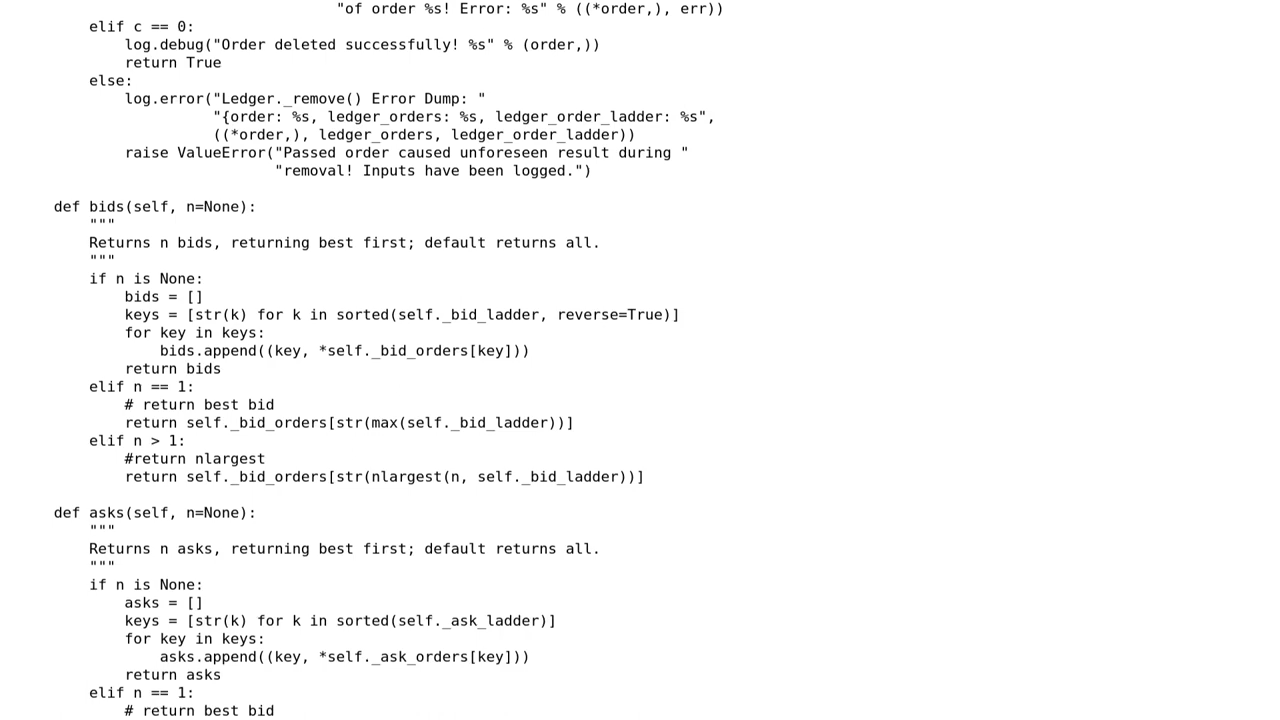 "of order %s! Error: %s" % ((*order,), err))
elif c == 0:
log.debug("Order deleted successfully! %s" % (order,))
return True
else:
log.error("Ledger._remove() Error Dump: "
"{order: %s, ledger_orders: %s, ledger_order_ladder: %s",
((*order,), ledger_orders, ledger_order_ladder))
raise ValueError("Passed order caused unforeseen result during "
"removal! Inputs have been logged.")
def bids(self, n=None):
"""
Returns n bids, returning best first; default returns all.
"""
if n is None:
bids = []
keys = [str(k) for k in sorted(self._bid_ladder, reverse=True)]
for key in keys:
bids.append((key, *self._bid_orders[key]))
return bids
elif n == 1:
# return best bid
return self._bid_orders[str(max(self._bid_ladder))]
elif n > 1:
#return nlargest
return self._bid_orders[str(nlargest(n, self._bid_ladder))]
def asks(self, n=None):
"""
Returns n asks, returning best first; default returns all.
"""
if n is None:
asks = []
keys = [str(k) for k in sorted(self._ask_ladder)]
for key in keys:
asks.append((key, *self._ask_orders[key]))
return asks
elif n == 1:
# return best bid